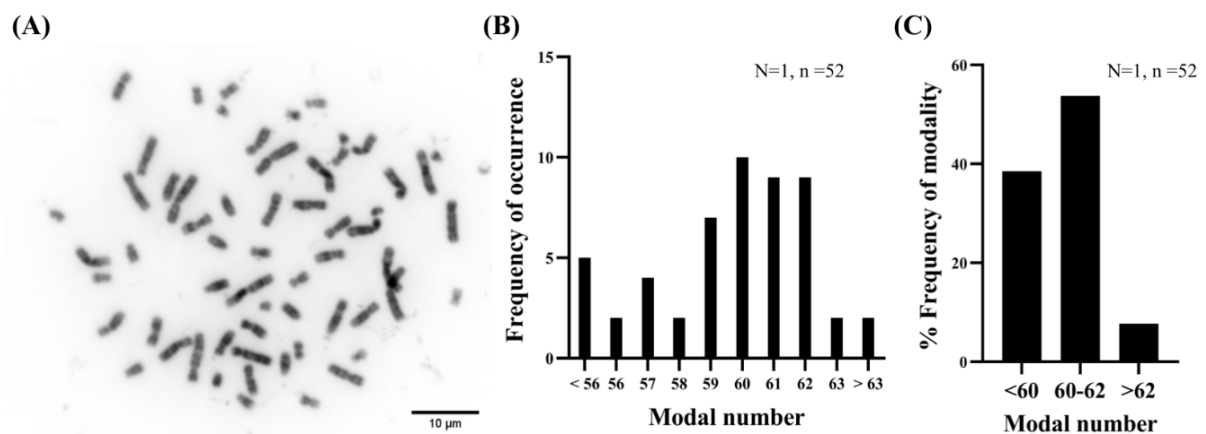 (A)
10 µm
(B)
N=1, n =52
Frequency of occurrence
15
10
5
0
< 56 56 57 58 59 60 61 62 63 > 63
Modal number
(C)
N=1, n =52
% Frequency of modality
60
40
20
0
<60 60-62 >62
Modal number